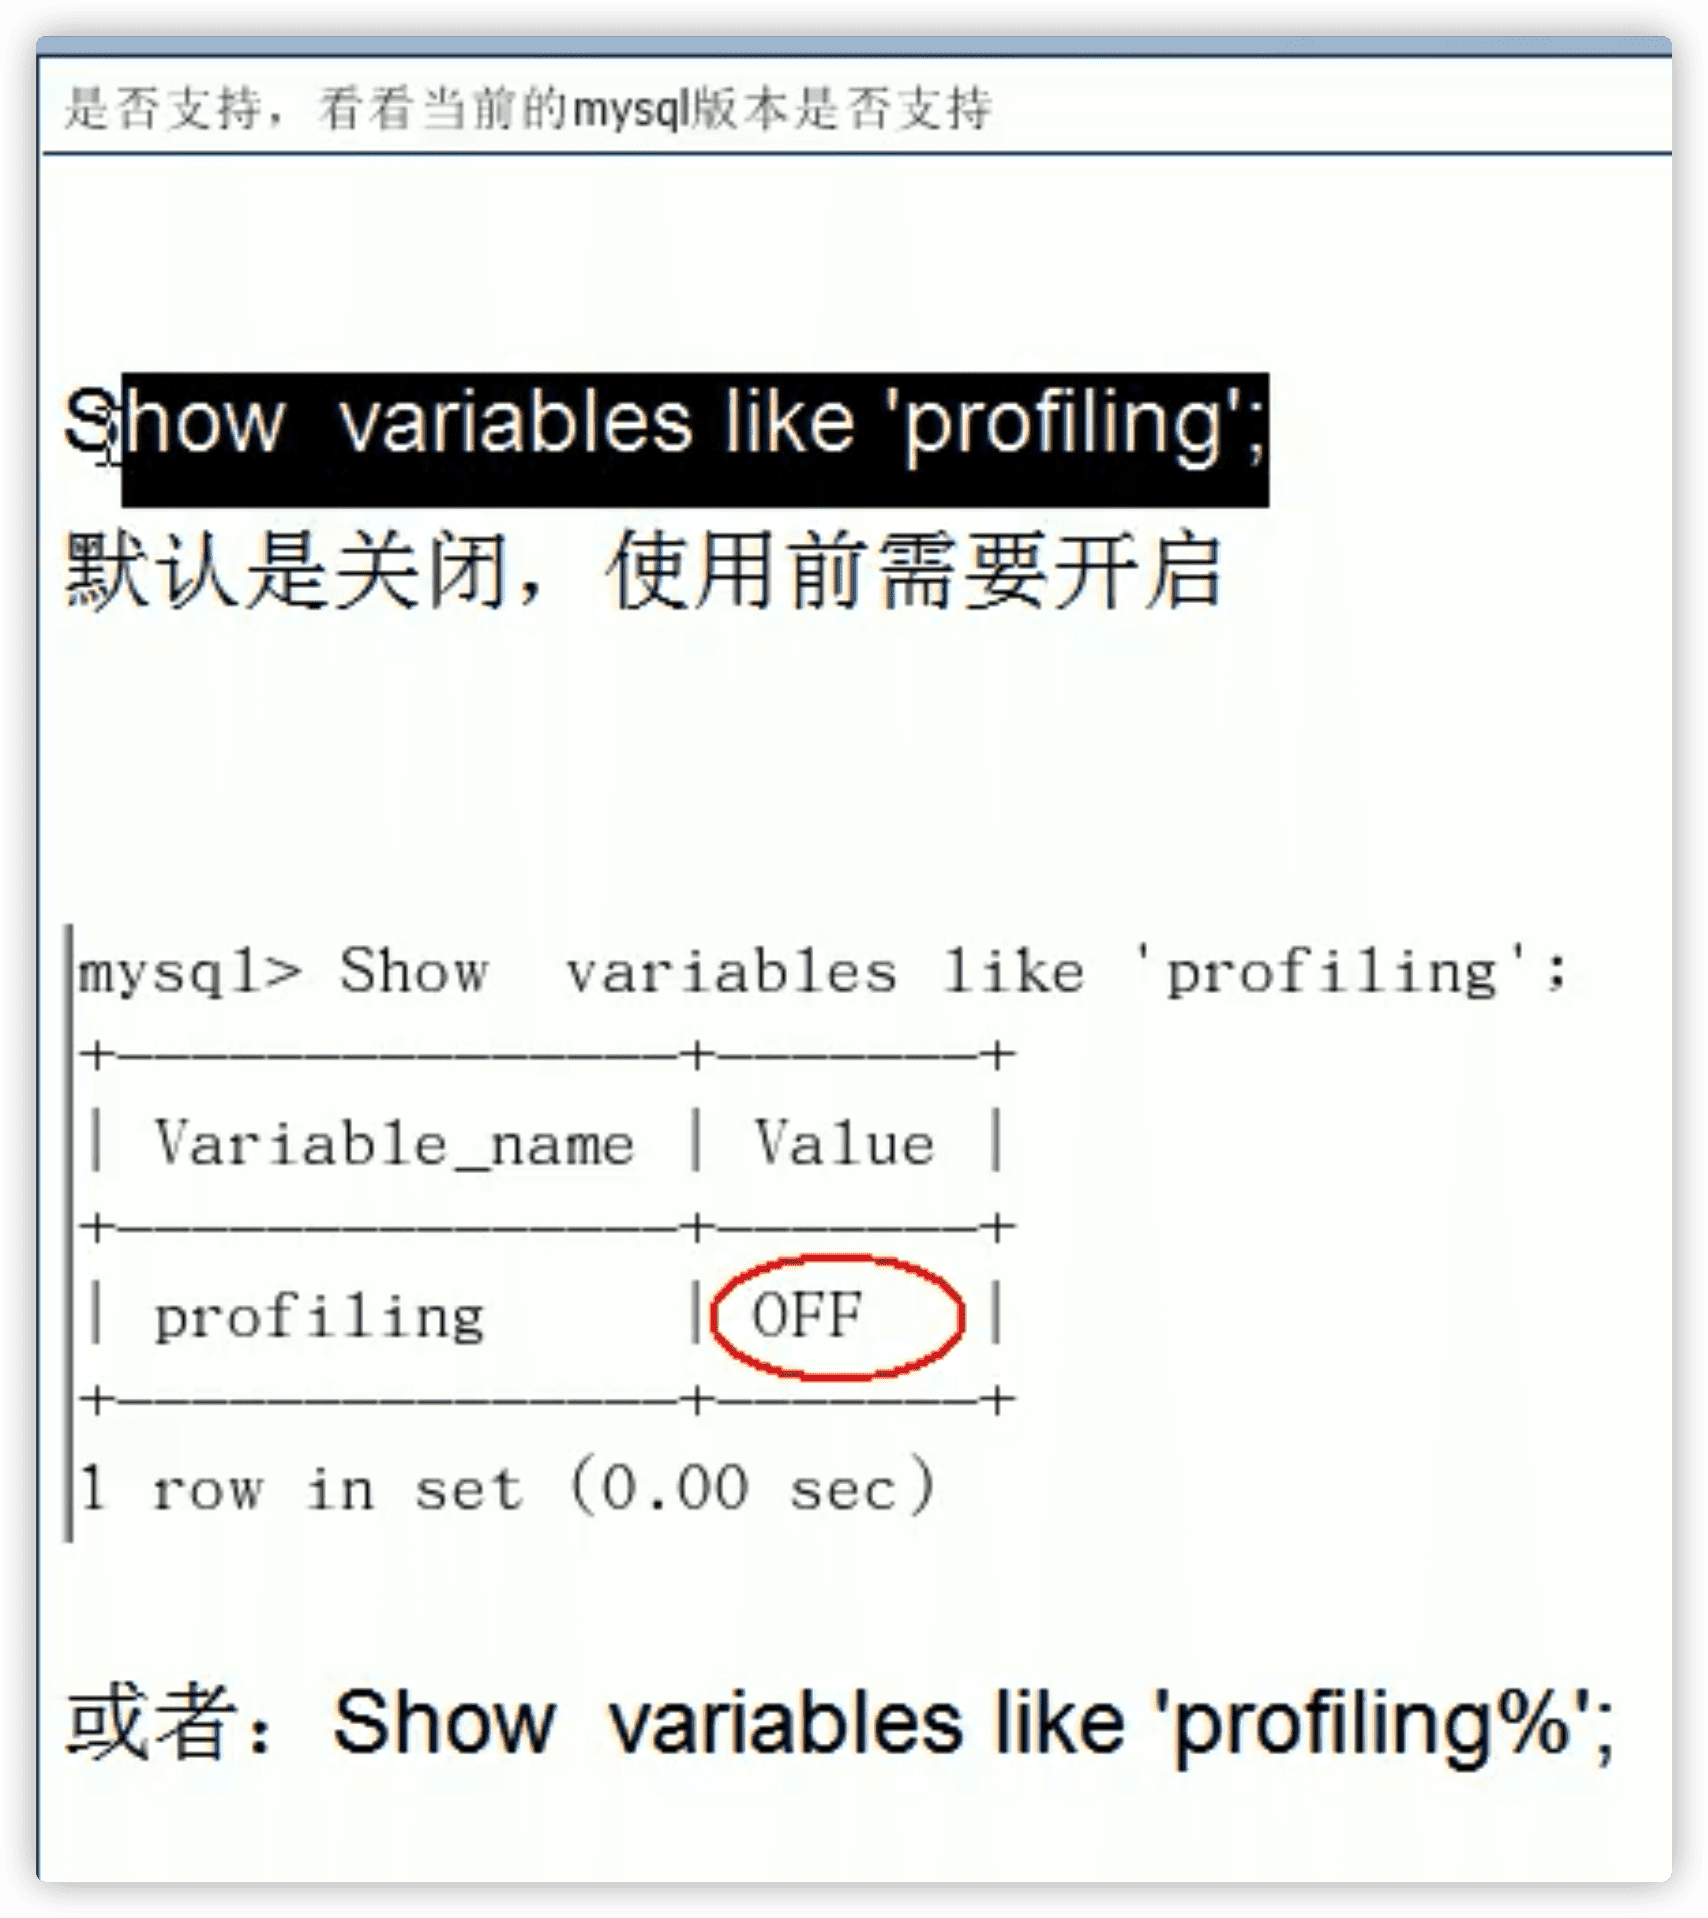 是否支持，看看当前的mysql版本是否支持
Show  variables like 'profiling';
默认是关闭，使用前需要开启
mysql> Show  variables like 'profiling';
+---------------+-------+
| Variable_name | Value |
+---------------+-------+
| profiling     | OFF   |
+---------------+-------+
1 row in set (0.00 sec)
或者：Show  variables like 'profiling%';